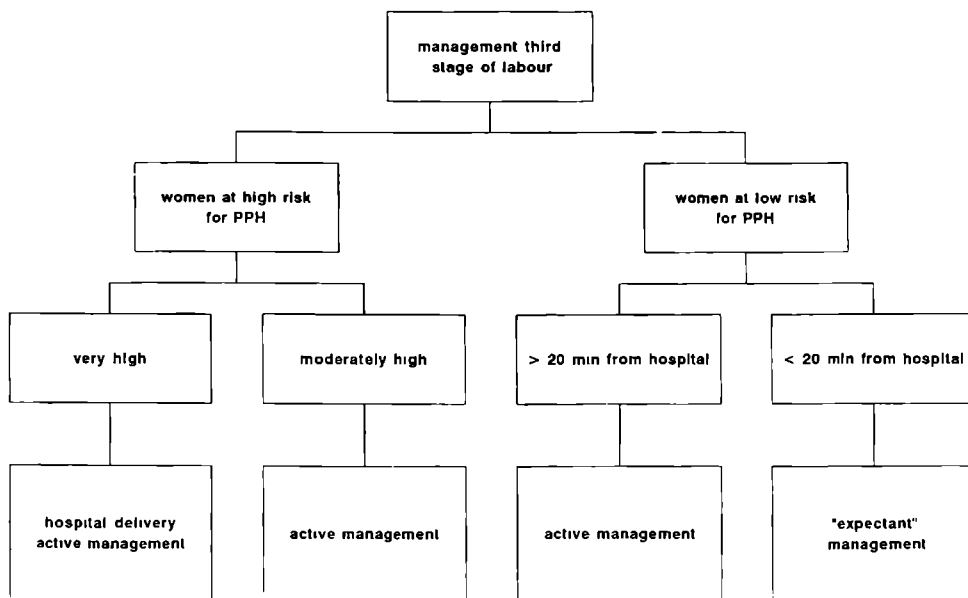 management third
stage of labour
women at high risk
for PPH
women at low risk
for PPH
very high
moderately high
> 20 min from hospital
< 20 min from hospital
hospital delivery
active management
active management
active management
"expectant"
management